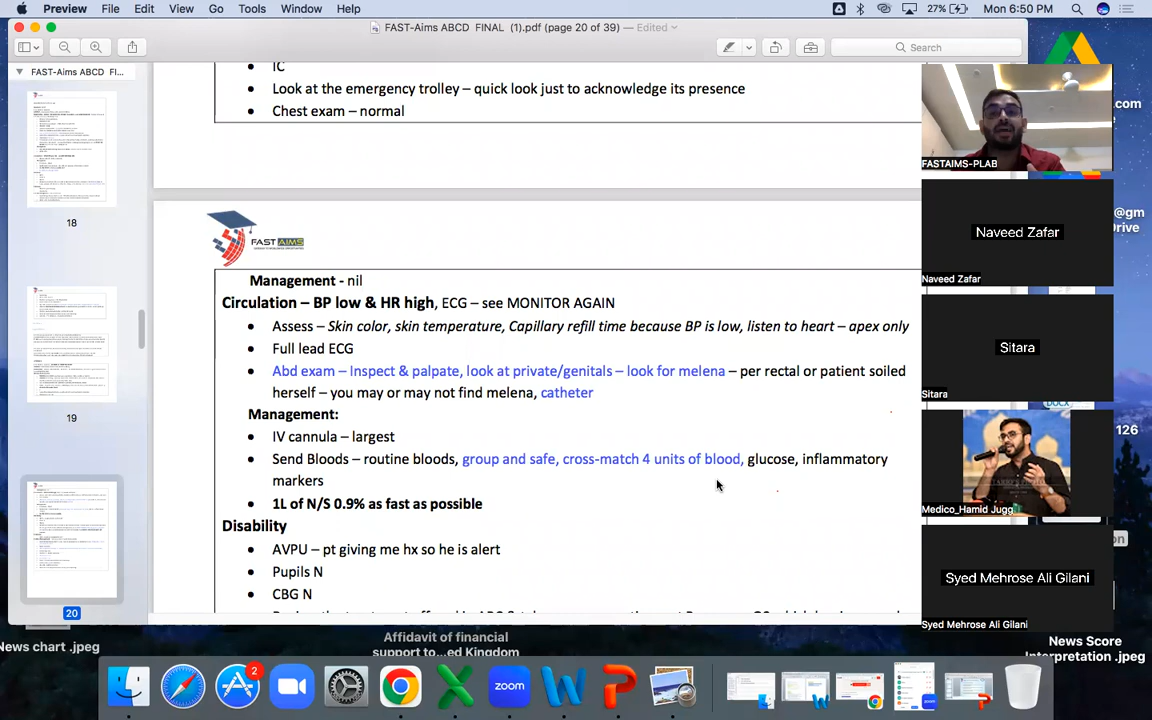 Preview File Edit View Go Tools Window Help 27% Mon 6:50 PM
FAST-Aims ABCD FINAL (1).pdf (page 20 of 39) — Edited
Search
FAST-Aims ABCD FI...
18
19
20
IC
Look at the emergency trolley – quick look just to acknowledge its presence
Chest exam – normal
FAST AIMS
Management - nil
Circulation – BP low & HR high, ECG – see MONITOR AGAIN
Assess – Skin color, skin temperature, Capillary refill time because BP is low, listen to heart – apex only
Full lead ECG
Abd exam – Inspect & palpate, look at private/genitals – look for melena – per rectal or patient soiled
herself – you may or may not find melena, catheter
Management:
IV cannula – largest
Send Bloods – routine bloods, group and safe, cross-match 4 units of blood, glucose, inflammatory
markers
1L of N/S 0.9% as fast as possible
Disability
AVPU – pt giving me hx so he is alert
Pupils N
CBG N
FASTAIMS-PLAB
Naveed Zafar
Naveed Zafar
Sitara
Sitara
Medico_Hamid Jugg
Syed Mehrose Ali Gilani
Syed Mehrose Ali Gilani
.com
@gm
Drive
DOCX
126
on
News chart .jpeg
Affidavit of financial
support to...ed Kingdom
News Score
Interpretation .jpeg
2
zoom